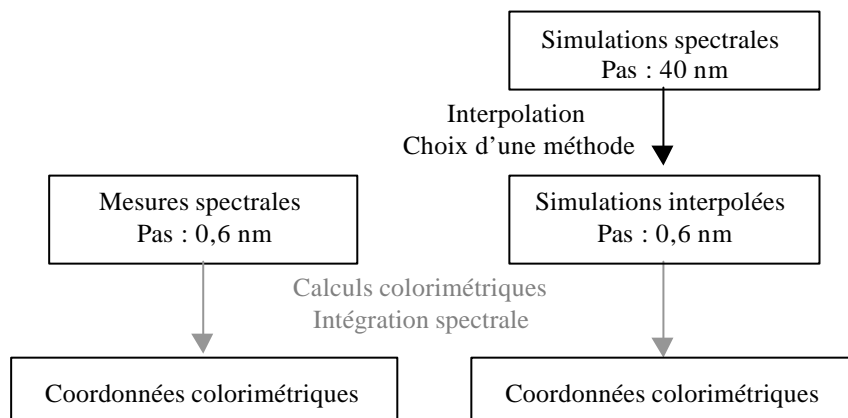 Simulations spectrales
Pas : 40 nm
Interpolation
Choix d'une méthode
Mesures spectrales
Pas : 0,6 nm
Simulations interpolées
Pas : 0,6 nm
Calculs colorimétriques
Intégration spectrale
Coordonnées colorimétriques
Coordonnées colorimétriques